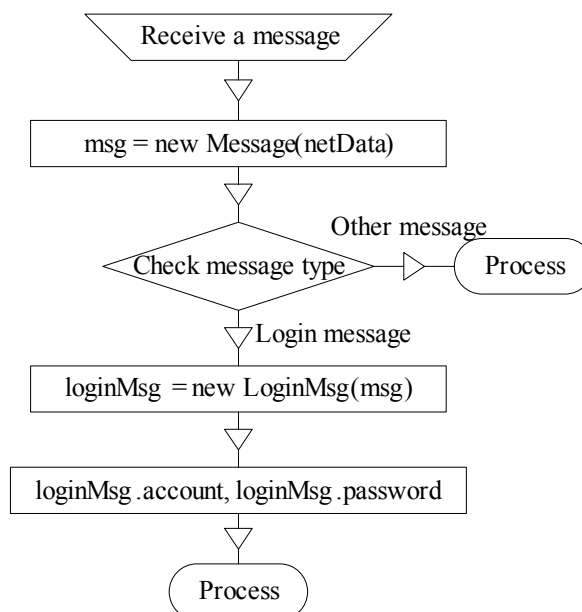 Receive a message
msg = new Message(netData)
Other message
Check message type
Process
Login message
loginMsg = new LoginMsg(msg)
loginMsg .account, loginMsg .password
Process